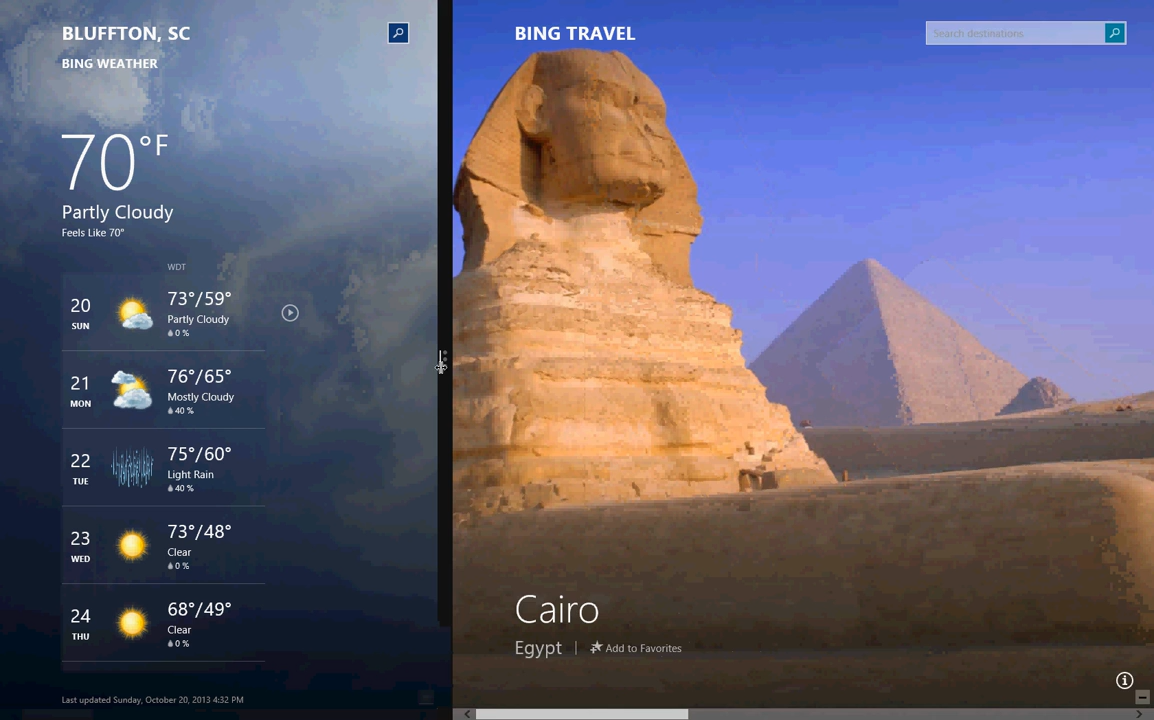 BLUFFTON, SC
BING WEATHER
70°F
Partly Cloudy
Feels Like 70°
WDT
20
SUN
73°/59°
Partly Cloudy
0 %
21
MON
76°/65°
Mostly Cloudy
40 %
22
TUE
75°/60°
Light Rain
40 %
23
WED
73°/48°
Clear
0 %
24
THU
68°/49°
Clear
0 %
Last updated Sunday, October 20, 2013 4:32 PM
BING TRAVEL
Search destinations
Cairo
Egypt | Add to Favorites